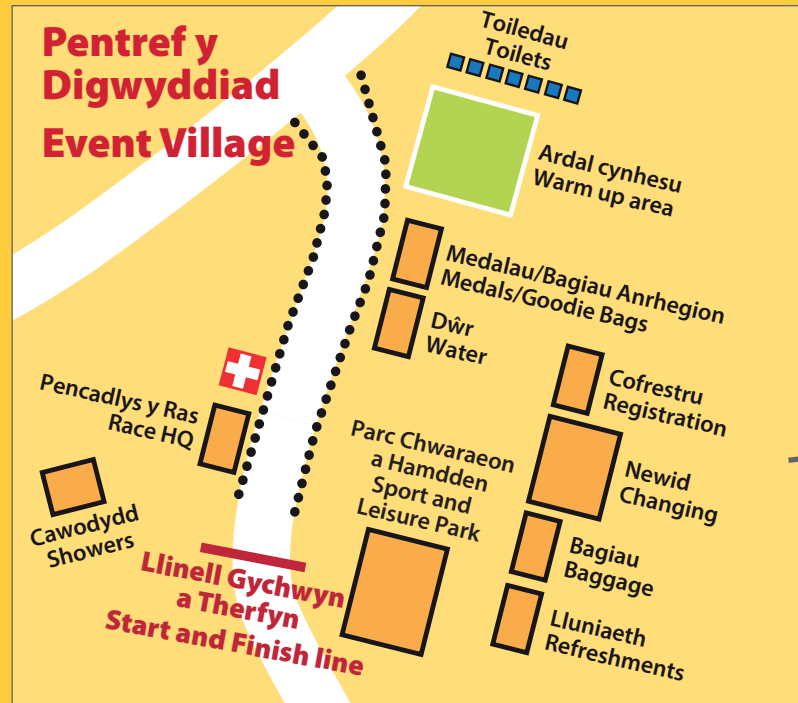 Pentref y
Digwyddiad
Event Village
Toiledau
Toilets
Ardal cynhesu
Warm up area
Medalau/Bagiau Anrhegion
Medals/Goodie Bags
Dŵr
Water
Cofrestru
Registration
Pencadlys y Ras
Race HQ
Parc Chwaraeon
a Hamdden
Sport and
Leisure Park
Newid
Changing
Cawodydd
Showers
Bagiau
Baggage
Llinell Gychwyn
a Therfyn
Start and Finish line
Lluniaeth
Refreshments